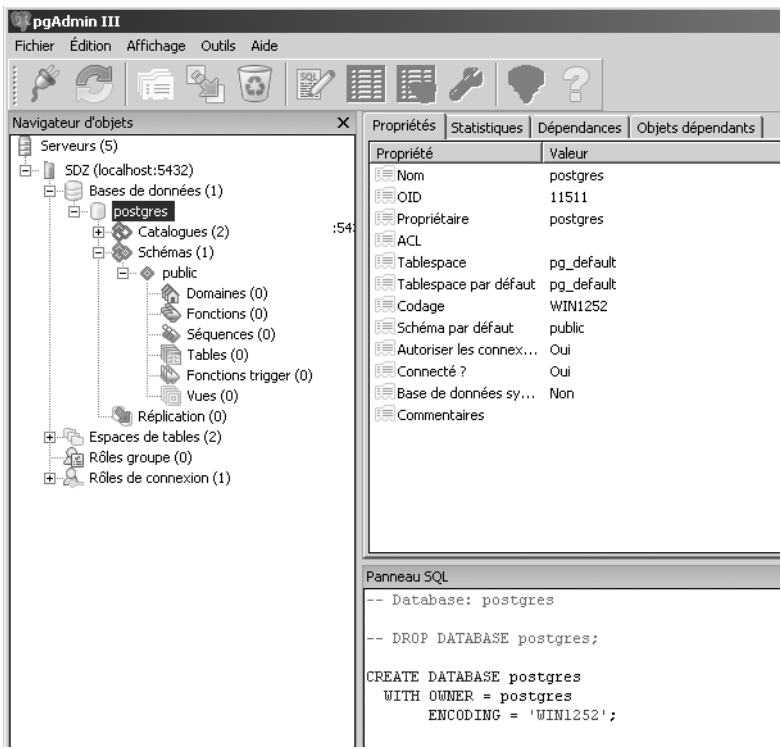 pgAdmin III
Fichier Édition Affichage Outils Aide
SQL
Navigateur d'objets X
Serveurs (5)
SDZ (localhost:5432)
Bases de données (1)
postgres
Catalogues (2)
:543
Schémas (1)
public
Domaines (0)
Fonctions (0)
Séquences (0)
Tables (0)
Fonctions trigger (0)
Vues (0)
Réplication (0)
Espaces de tables (2)
Rôles groupe (0)
Rôles de connexion (1)
Propriétés Statistiques Dépendances Objets dépendants
Propriété Valeur
Nom postgres
OID 11511
Propriétaire postgres
ACL
Tablespace pg_default
Tablespace par défaut pg_default
Codage WIN1252
Schéma par défaut public
Autoriser les connex... Oui
Connecté ? Oui
Base de données sy... Non
Commentaires
Panneau SQL
-- Database: postgres
-- DROP DATABASE postgres;
CREATE DATABASE postgres
WITH OWNER = postgres
ENCODING = 'WIN1252';